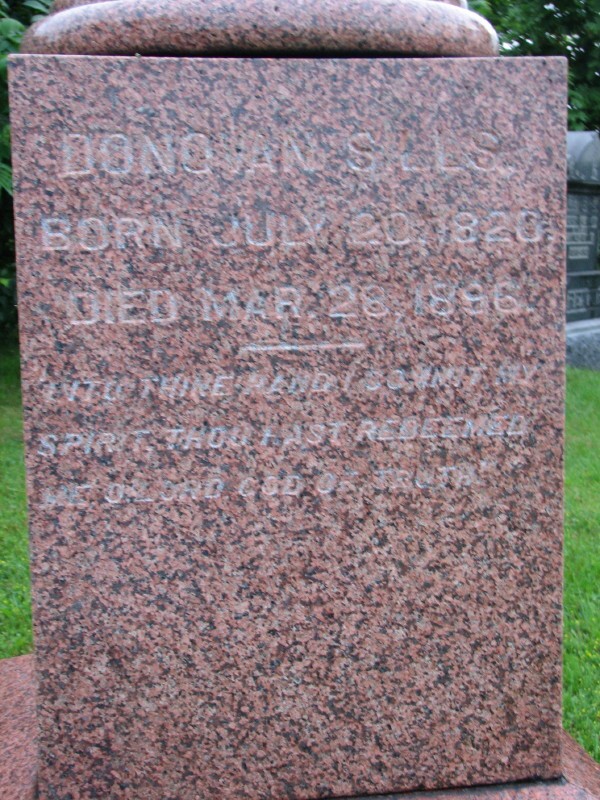 DONOVAN SILLS.
BORN JULY 20, 1820.
DIED MAR. 28, 1896.
INTO THINE HAND I COMMIT MY
SPIRIT, THOU HAST REDEEMED
ME O LORD GOD OF TRUTH"